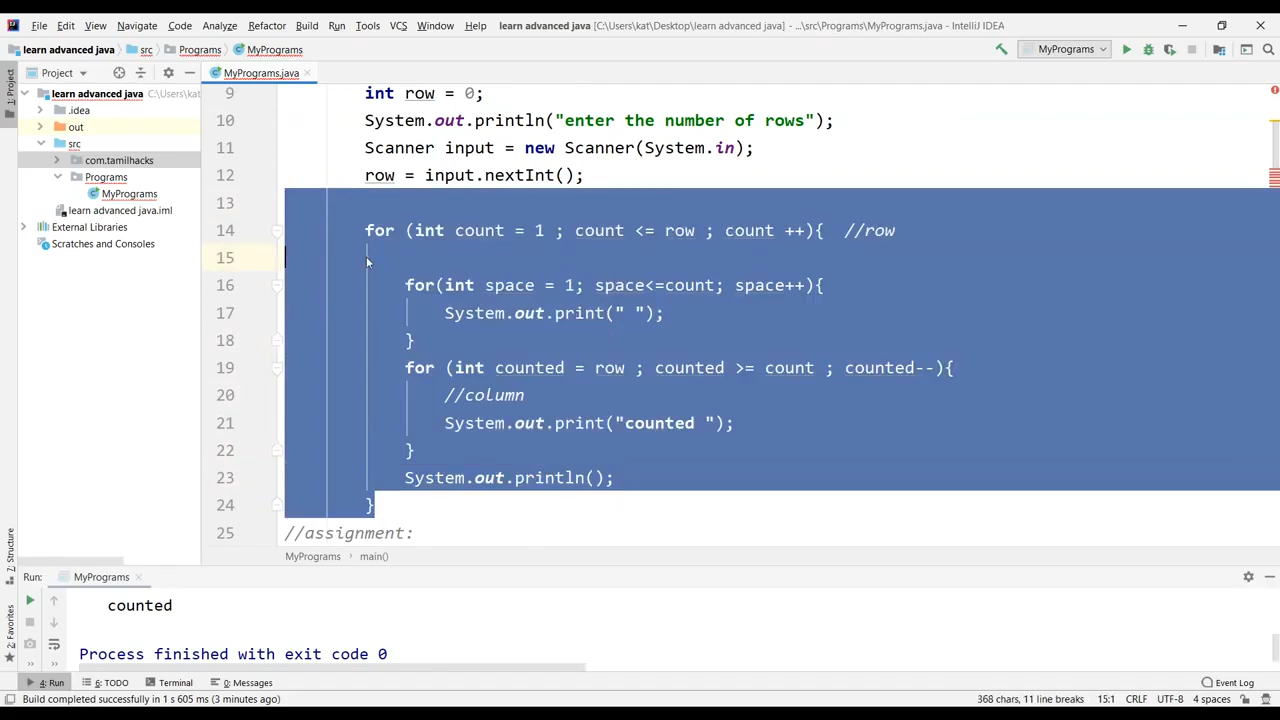 File Edit View Navigate Code Analyze Refactor Build Run Tools VCS Window Help learn advanced java [C:\Users\kat\Desktop\learn advanced java] - ...\src\Programs\MyPrograms.java - IntelliJ IDEA
learn advanced java src Programs MyPrograms MyPrograms
Project MyPrograms.java
1: Project
learn advanced java C:\Users\kat
.idea
out
src
com.tamilhacks
Programs
MyPrograms
learn advanced java.iml
External Libraries
Scratches and Consoles
9 int row = 0;
10 System.out.println("enter the number of rows");
11 Scanner input = new Scanner(System.in);
12 row = input.nextInt();
13
14 for (int count = 1 ; count <= row ; count ++){ //row
15
16 for(int space = 1; space<=count; space++){
17 System.out.print(" ");
18 }
19 for (int counted = row ; counted >= count ; counted--){
20 //column
21 System.out.print("counted ");
22 }
23 System.out.println();
24 }
25 //assignment:
MyPrograms main()
7: Structure
2: Favorites
Run: MyPrograms
counted
Process finished with exit code 0
4: Run 6: TODO Terminal 0: Messages Event Log
Build completed successfully in 1 s 605 ms (3 minutes ago) 368 chars, 11 line breaks 15:1 CRLF UTF-8 4 spaces